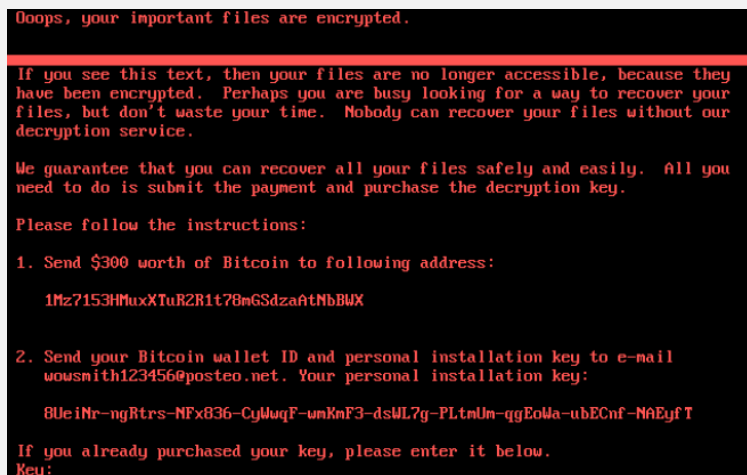 Ooops, your important files are encrypted.
If you see this text, then your files are no longer accessible, because they
have been encrypted.  Perhaps you are busy looking for a way to recover your
files, but don't waste your time.  Nobody can recover your files without our
decryption service.
We guarantee that you can recover all your files safely and easily.  All you
need to do is submit the payment and purchase the decryption key.
Please follow the instructions:
1. Send $300 worth of Bitcoin to following address:
1Mz7153HMuxXTuR2R1t78mGSdzaAtNbBWX
2. Send your Bitcoin wallet ID and personal installation key to e-mail
wowsmith123456@posteo.net. Your personal installation key:
8UeiNr-ngRtrs-NFx836-CyWwqF-wmKmF3-dsWL7g-PLtmUm-qgEoWa-ubECnf-NAEyfT
If you already purchased your key, please enter it below.
Key: